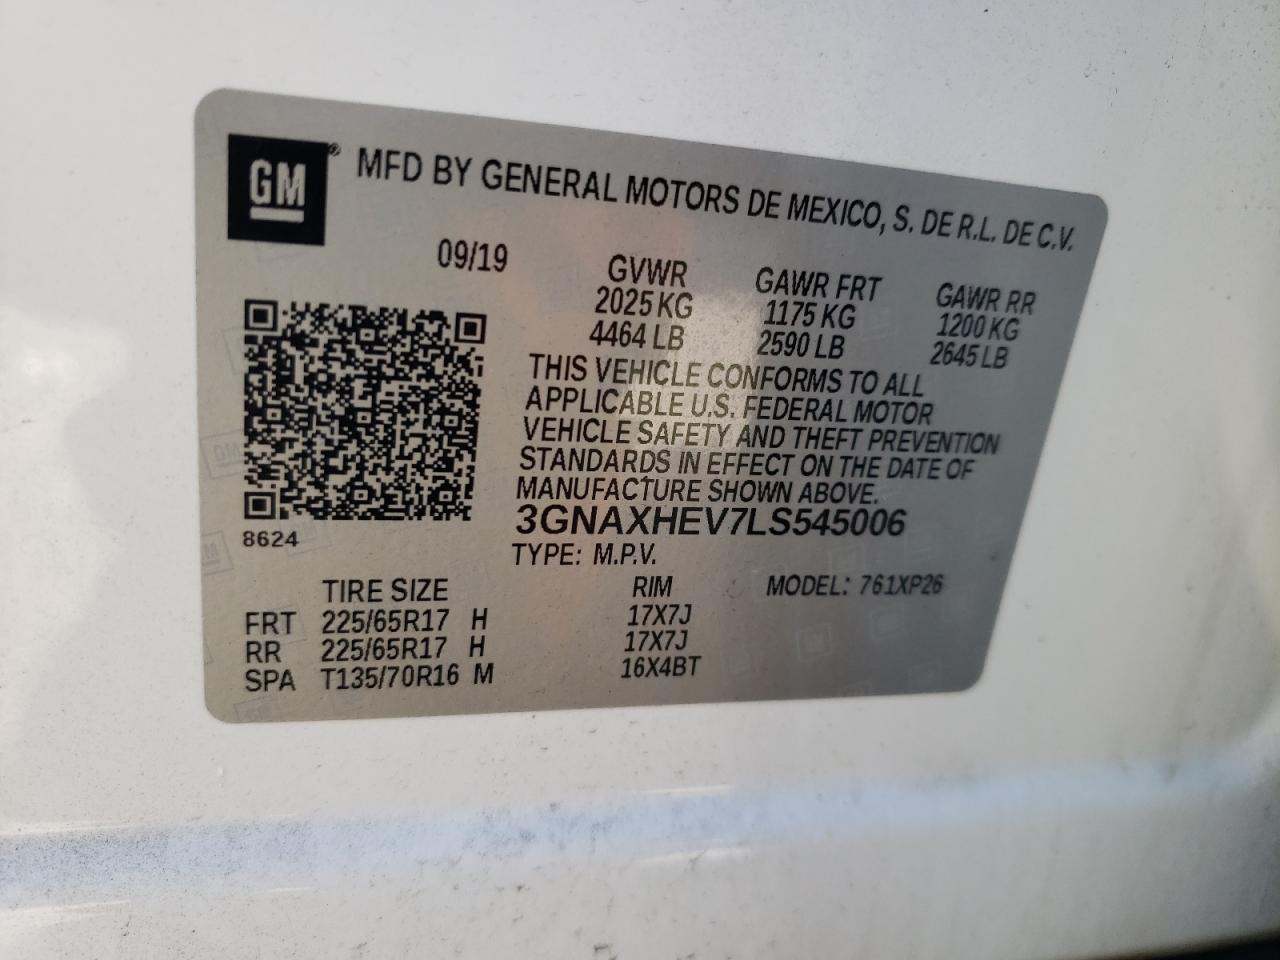 GM ® MFD BY GENERAL MOTORS DE MEXICO, S. DE R.L. DE C.V.
09/19 GVWR GAWR FRT GAWR RR
2025 KG 1175 KG 1200 KG
4464 LB 2590 LB 2645 LB
THIS VEHICLE CONFORMS TO ALL
APPLICABLE U.S. FEDERAL MOTOR
VEHICLE SAFETY AND THEFT PREVENTION
STANDARDS IN EFFECT ON THE DATE OF
MANUFACTURE SHOWN ABOVE.
3GNAXHEV7LS545006
8624
TYPE: M.P.V.
TIRE SIZE RIM MODEL: 761XP26
FRT 225/65R17 H 17X7J
RR 225/65R17 H 17X7J
SPA T135/70R16 M 16X4BT